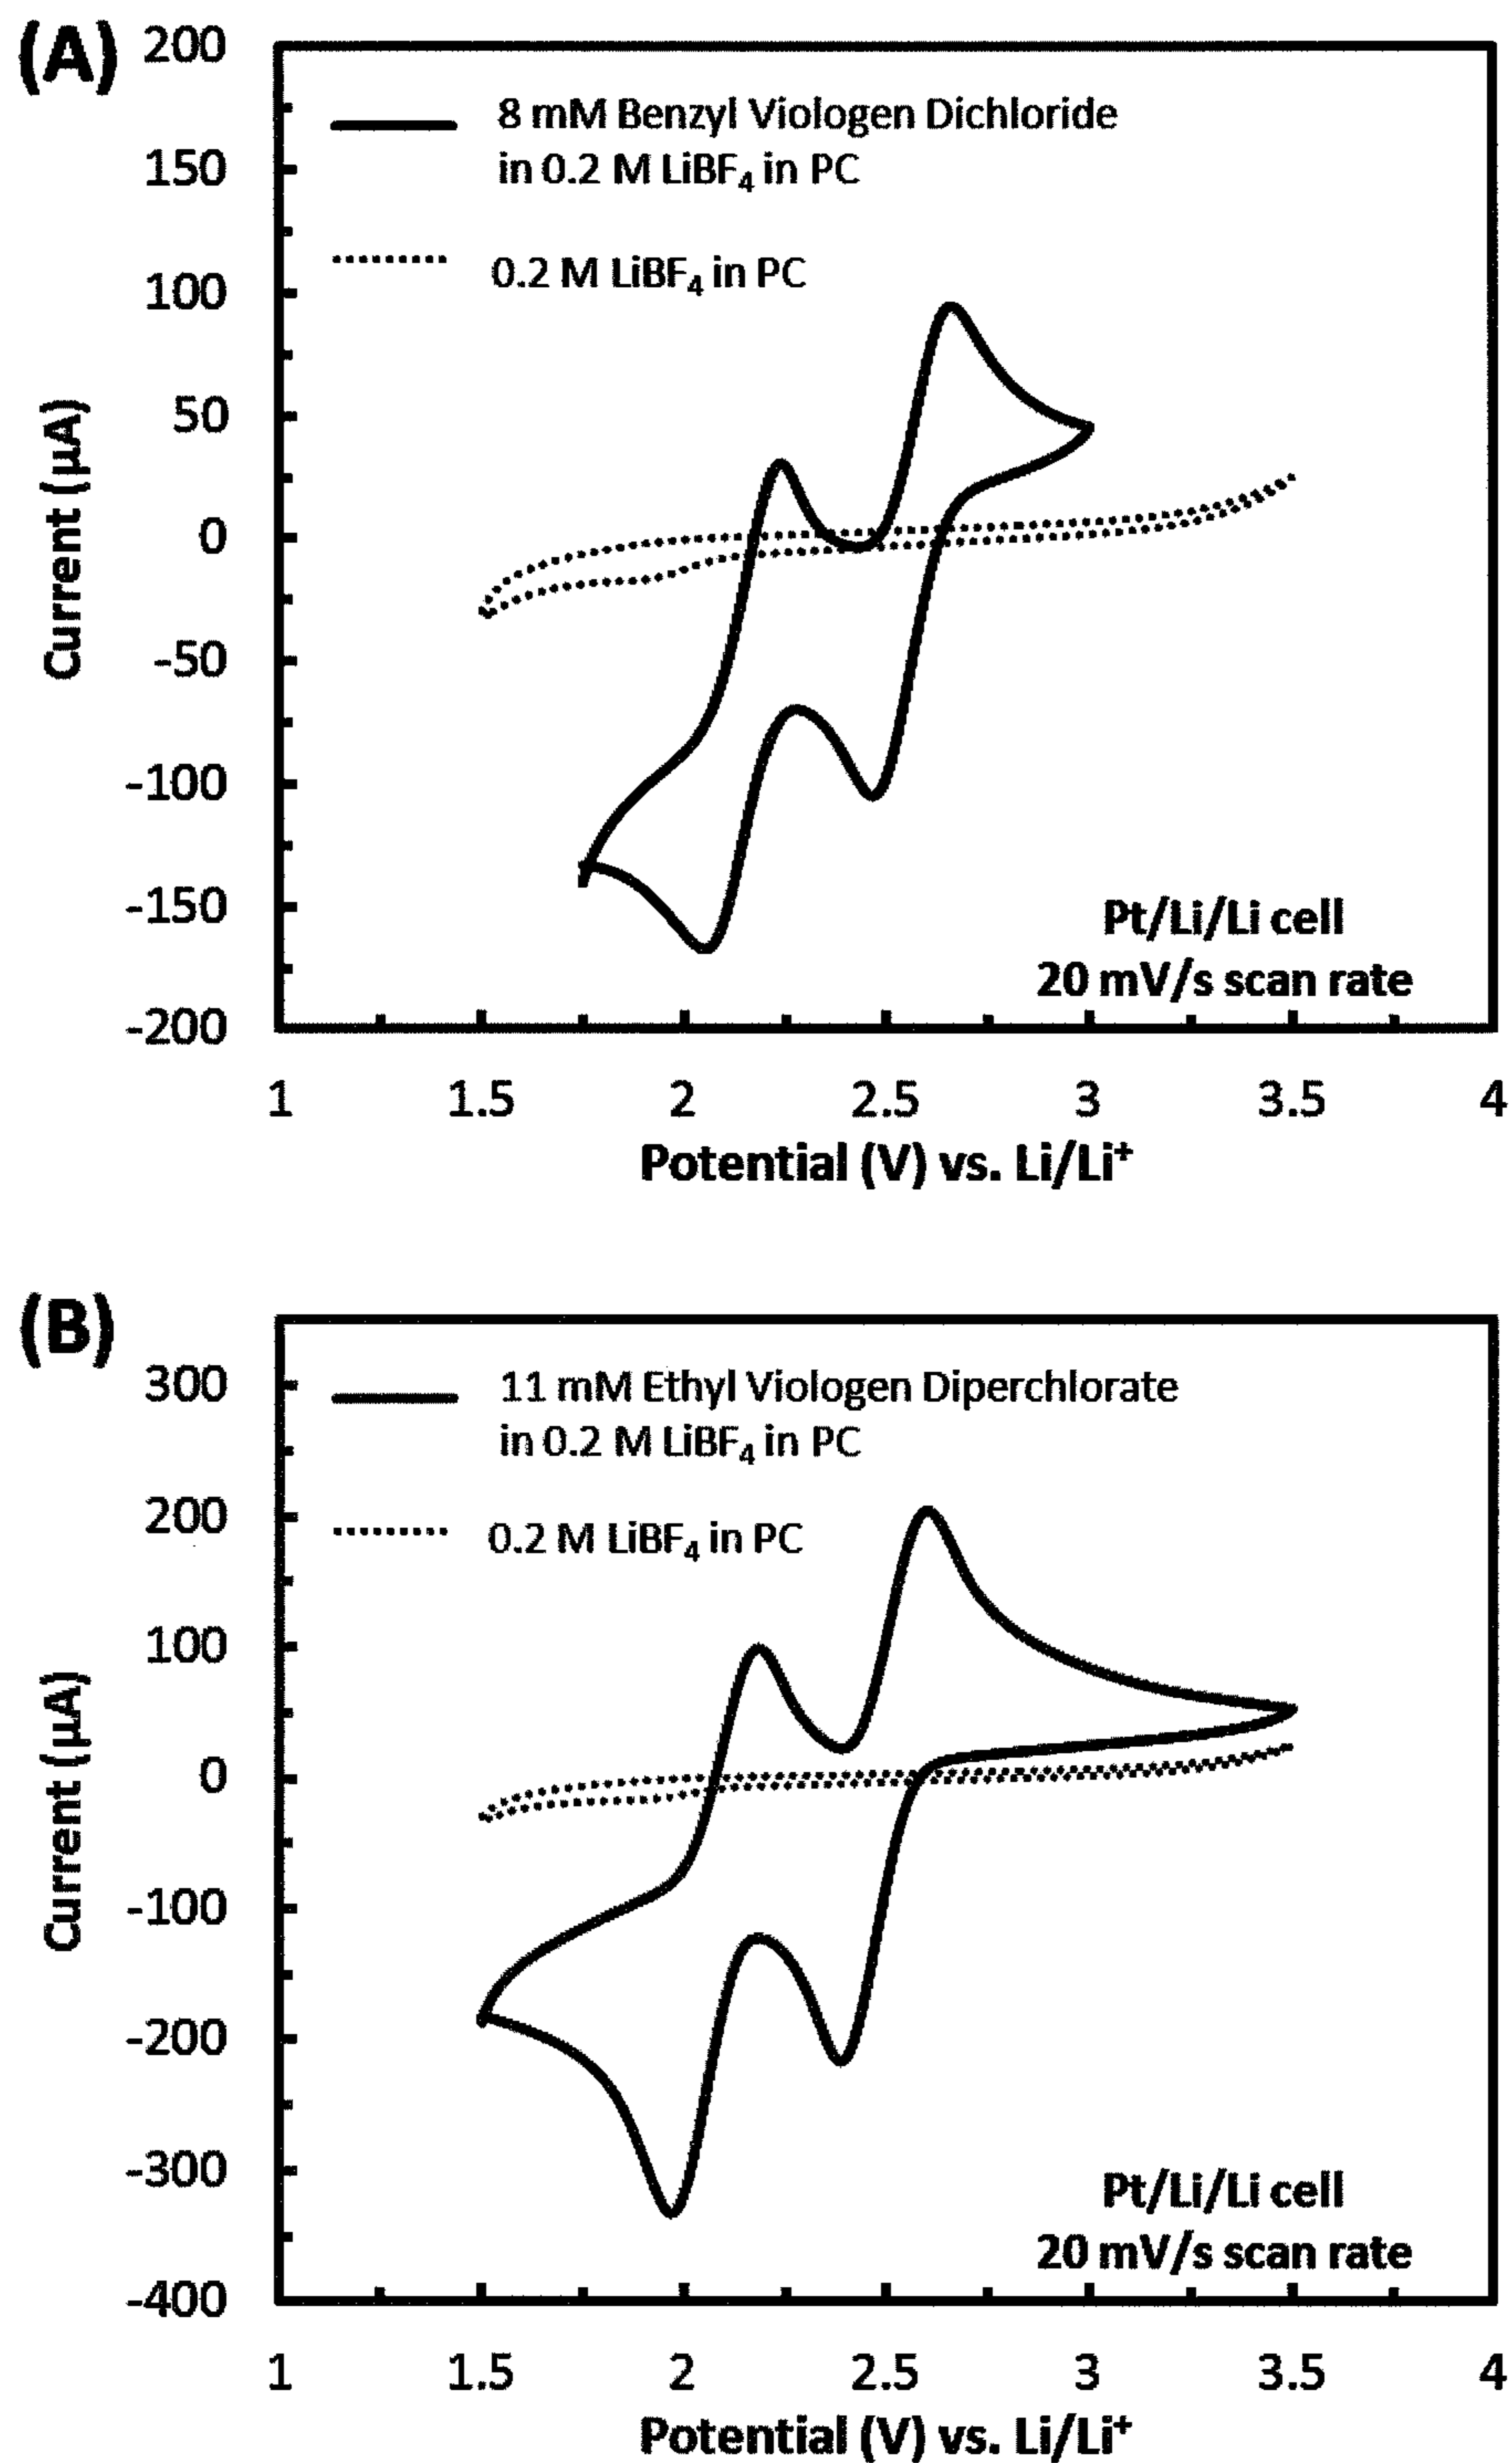 (A)
200
150
100
50
0
-50
-100
-150
-200
Current (µA)
8 mM Benzyl Viologen Dichloride
in 0.2 M LiBF₄ in PC
0.2 M LiBF₄ in PC
Pt/Li/Li cell
20 mV/s scan rate
1 1.5 2 2.5 3 3.5 4
Potential (V) vs. Li/Li⁺
(B)
300
200
100
0
-100
-200
-300
-400
Current (µA)
11 mM Ethyl Viologen Diperchlorate
in 0.2 M LiBF₄ in PC
0.2 M LiBF₄ in PC
Pt/Li/Li cell
20 mV/s scan rate
1 1.5 2 2.5 3 3.5 4
Potential (V) vs. Li/Li⁺